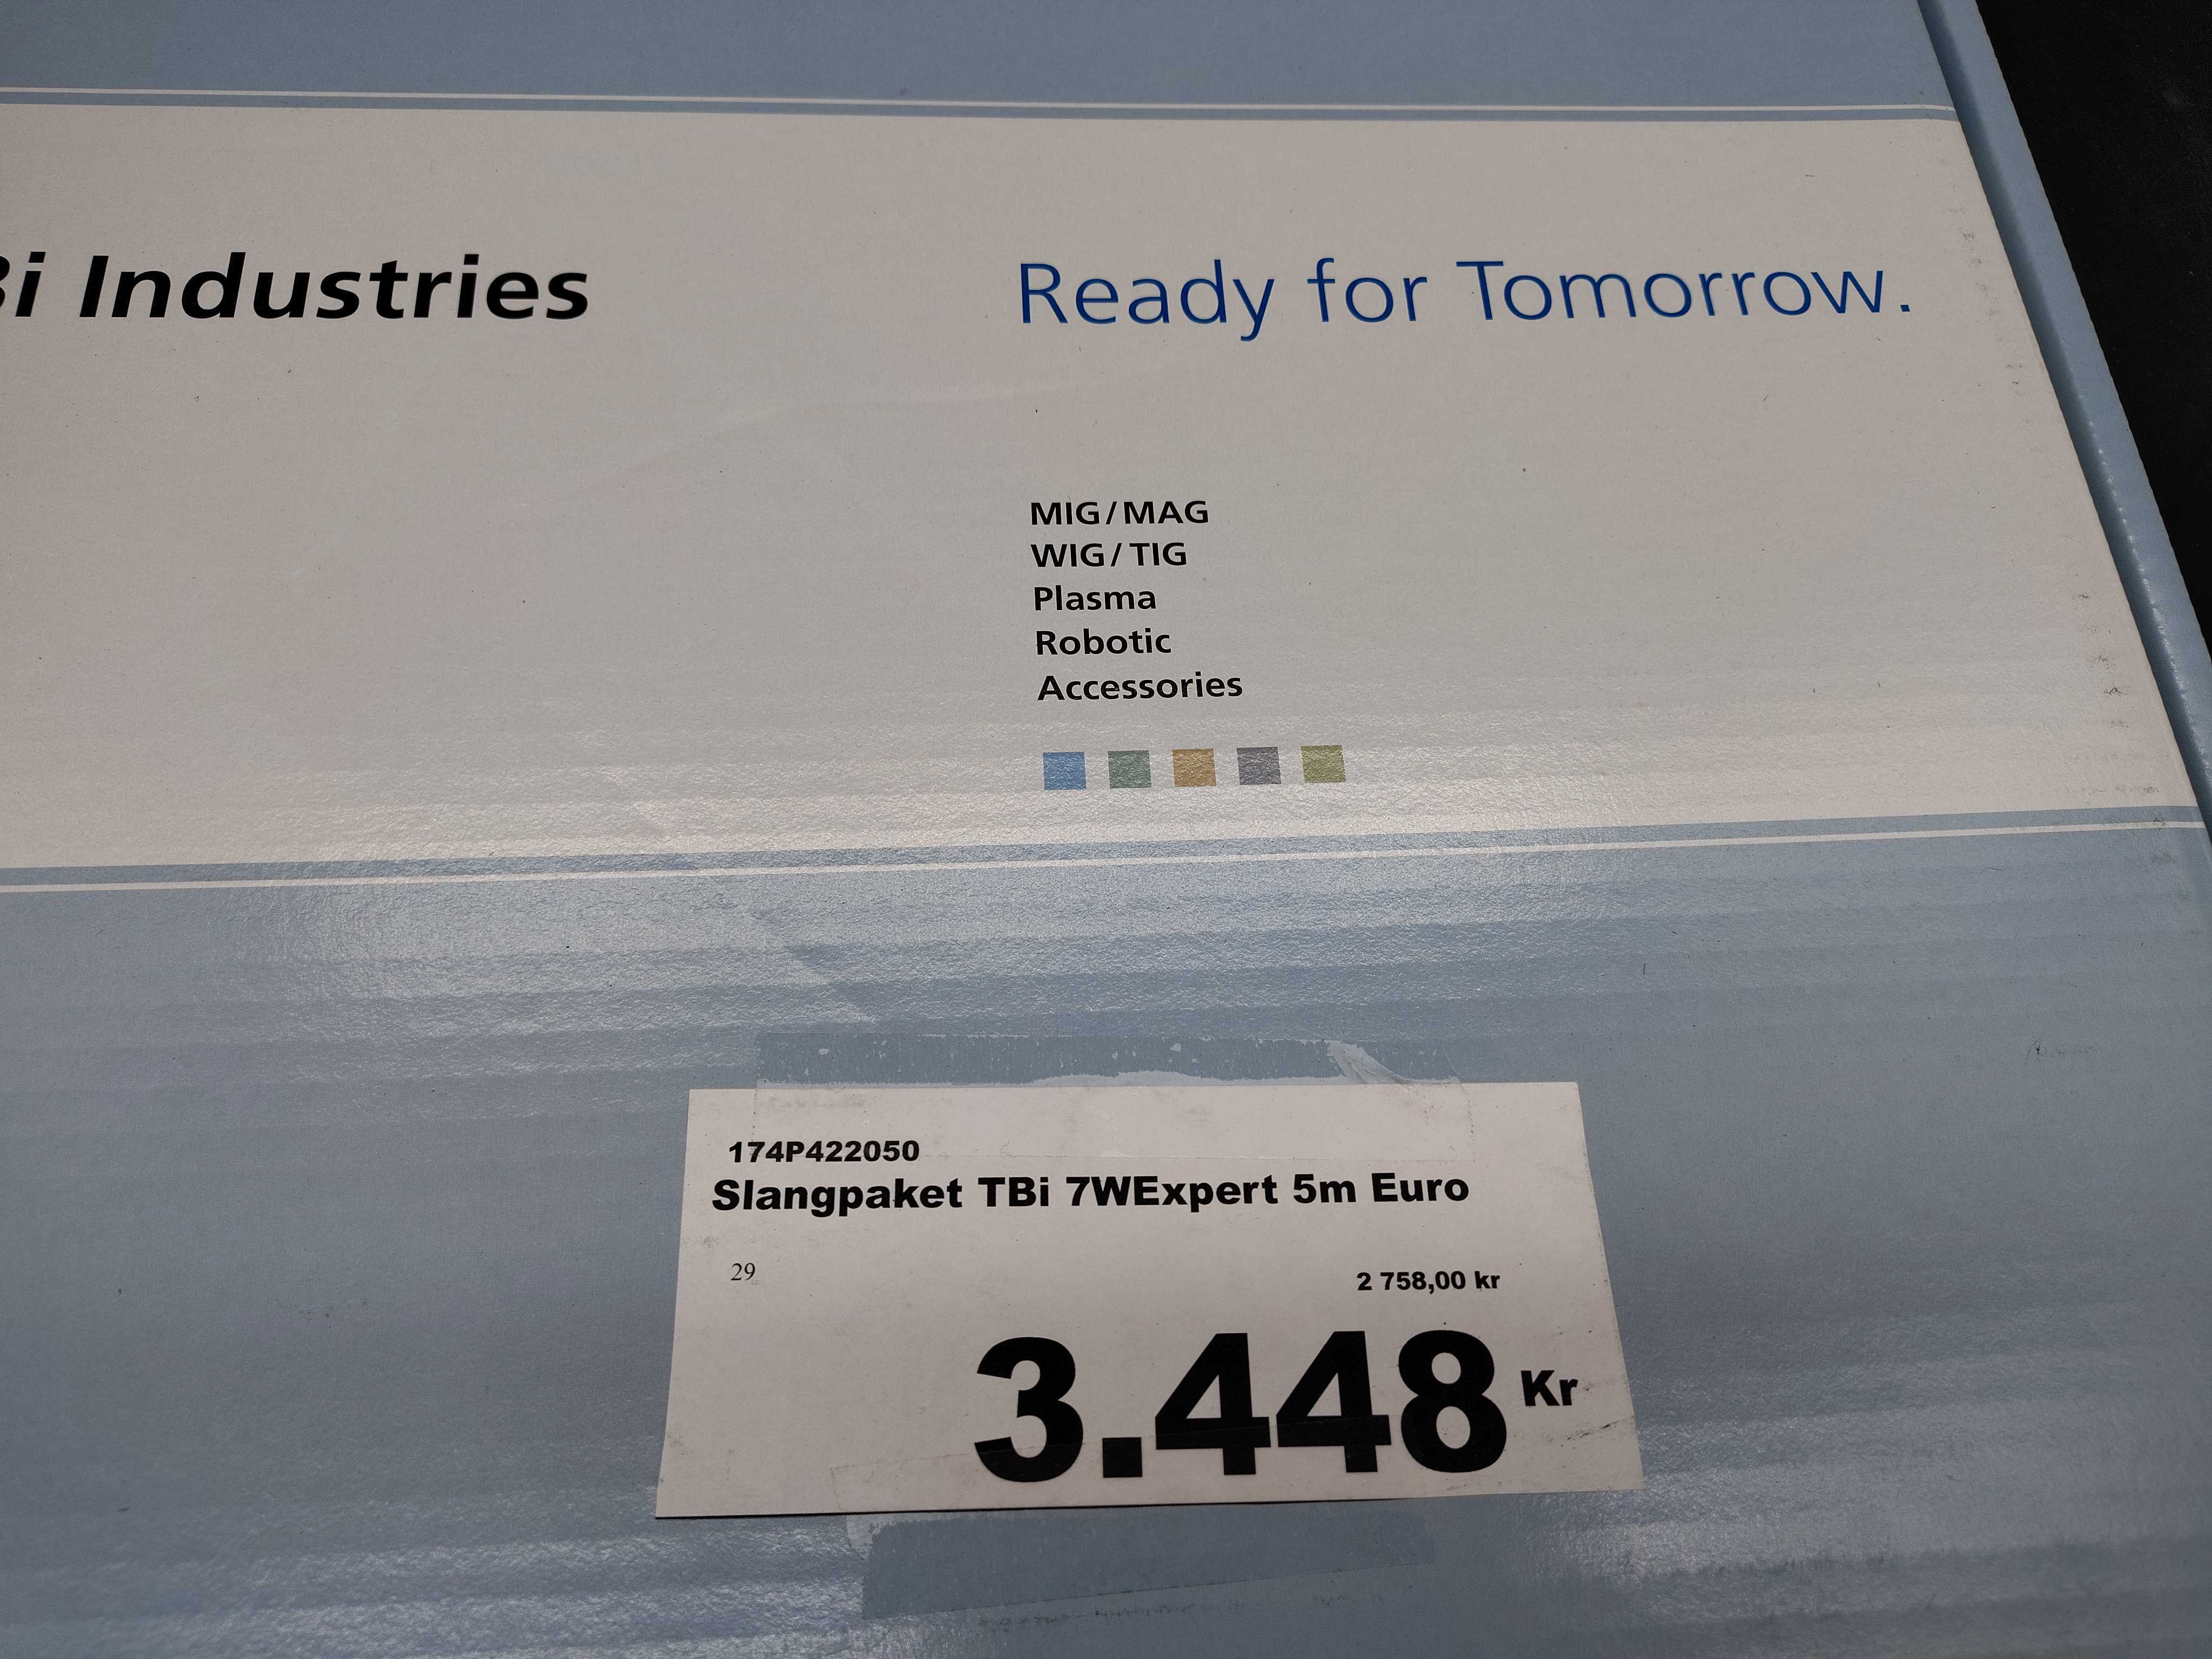 Bi Industries
Ready for Tomorrow.
MIG/MAG
WIG/TIG
Plasma
Robotic
Accessories
174P422050
Slangpaket TBi 7WExpert 5m Euro
29
2 758,00 kr
3.448 Kr